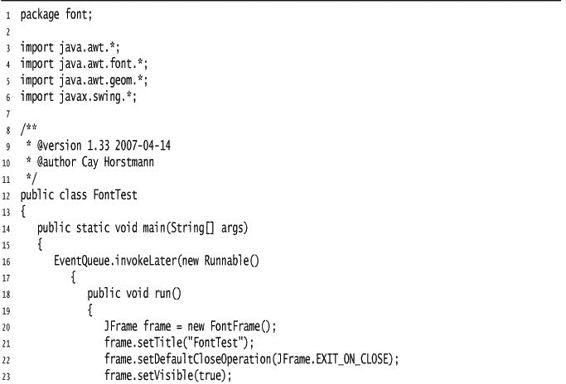 1 package font;
2
3 import java.awt.*;
4 import java.awt.font.*;
5 import java.awt.geom.*;
6 import javax.swing.*;
7
8 /**
9  * @version 1.33 2007-04-14
10  * @author Cay Horstmann
11  */
12 public class FontTest
13 {
14    public static void main(String[] args)
15    {
16       EventQueue.invokeLater(new Runnable()
17          {
18             public void run()
19             {
20                JFrame frame = new FontFrame();
21                frame.setTitle("FontTest");
22                frame.setDefaultCloseOperation(JFrame.EXIT_ON_CLOSE);
23                frame.setVisible(true);